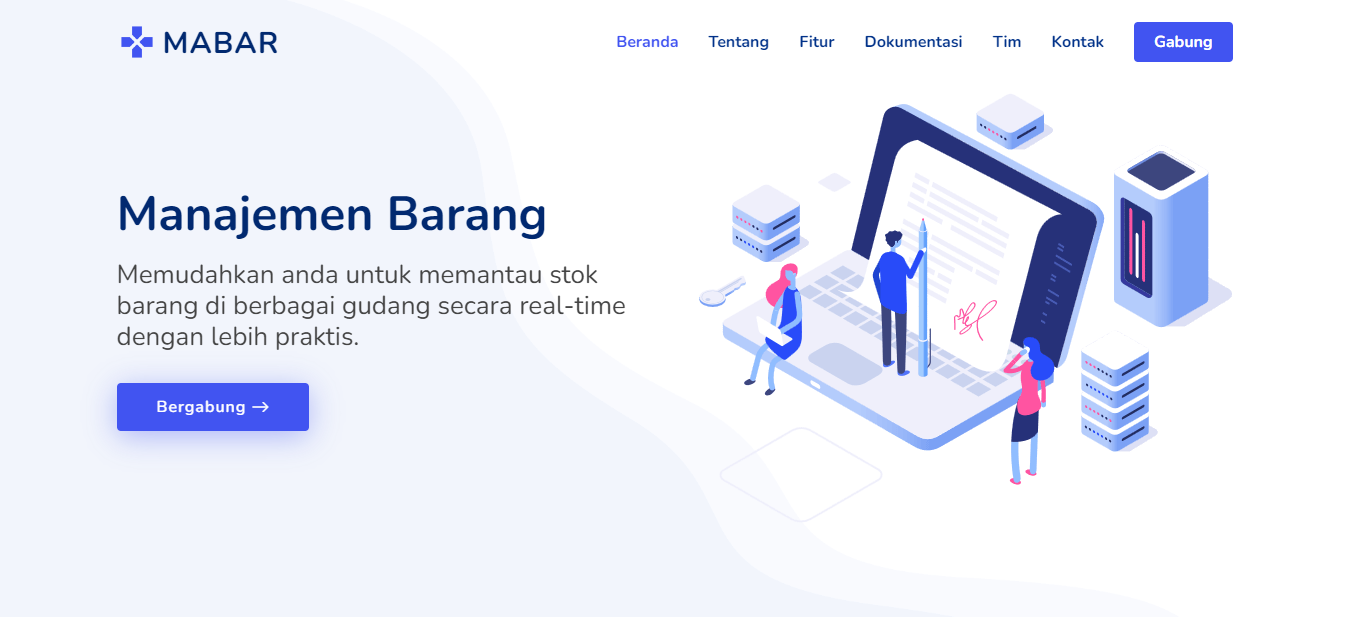 MABAR
Beranda Tentang Fitur Dokumentasi Tim Kontak Gabung
Manajemen Barang
Memudahkan anda untuk memantau stok
barang di berbagai gudang secara real-time
dengan lebih praktis.
Bergabung →